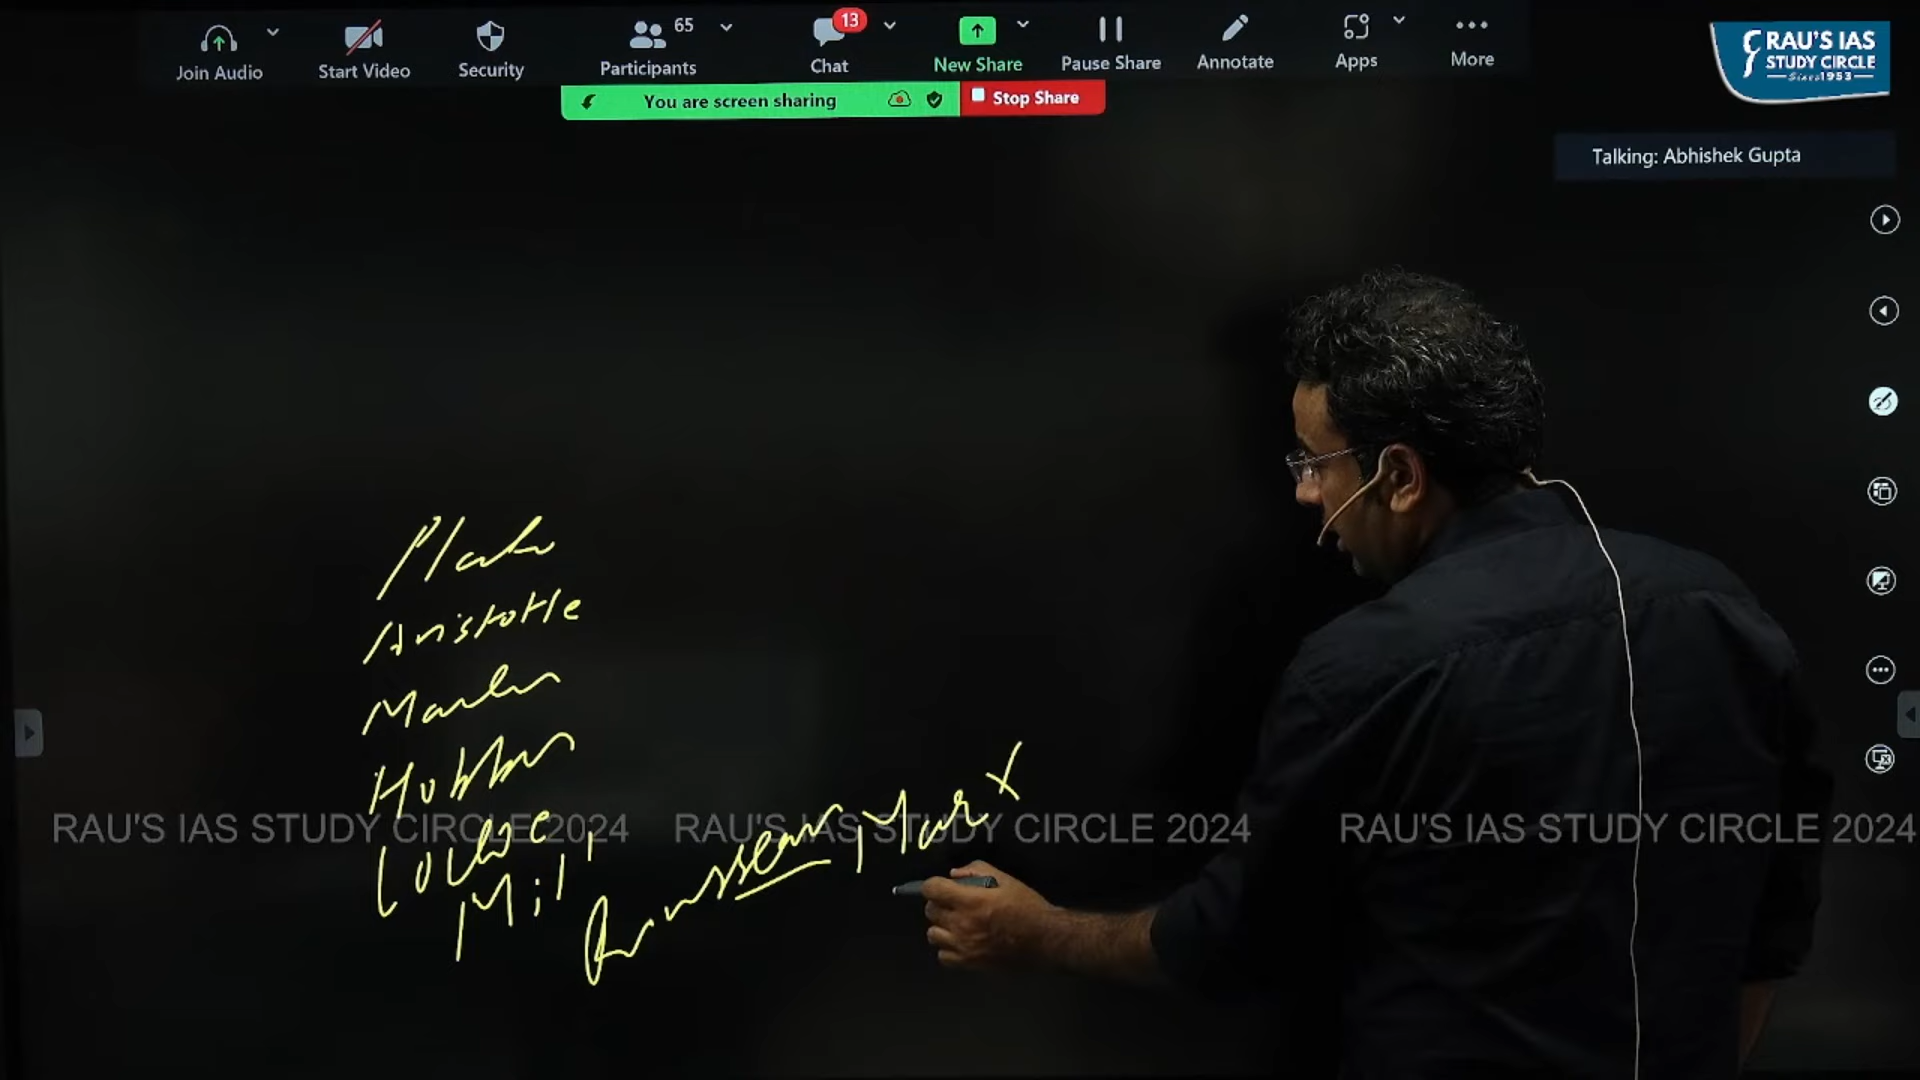 Join Audio
Start Video
Security
Participants 65
Chat 13
New Share
Pause Share
Annotate
Apps
More
You are screen sharing
Stop Share
RAU'S IAS
STUDY CIRCLE
Since 1953
Talking: Abhishek Gupta
Plato
Aristotle
Hobbes
Locke
Mill,
Rousseau, Marx
RAU'S IAS STUDY CIRCLE 2024 RAU'S IAS STUDY CIRCLE 2024 RAU'S IAS STUDY CIRCLE 2024